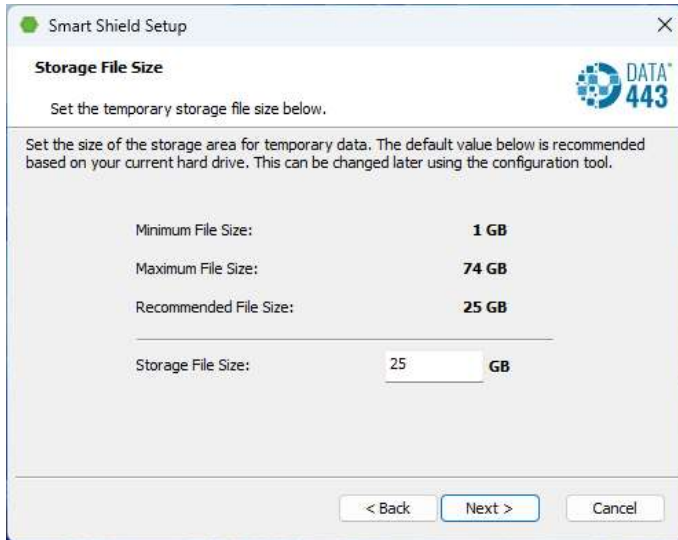 Smart Shield Setup
Storage File Size
Set the temporary storage file size below.
DATA™
443
Set the size of the storage area for temporary data. The default value below is recommended
based on your current hard drive. This can be changed later using the configuration tool.
Minimum File Size: 1 GB
Maximum File Size: 74 GB
Recommended File Size: 25 GB
Storage File Size: 25 GB
< Back Next > Cancel